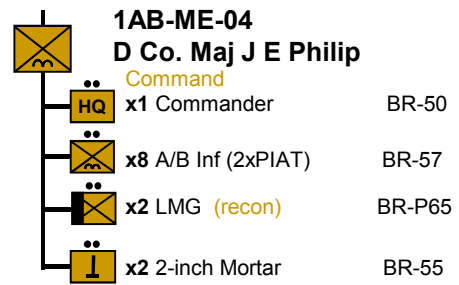 1AB-ME-04
D Co. Maj J E Philip
Command
HQ x1 Commander BR-50
x8 A/B Inf (2xPIAT) BR-57
x2 LMG (recon) BR-P65
x2 2-inch Mortar BR-55